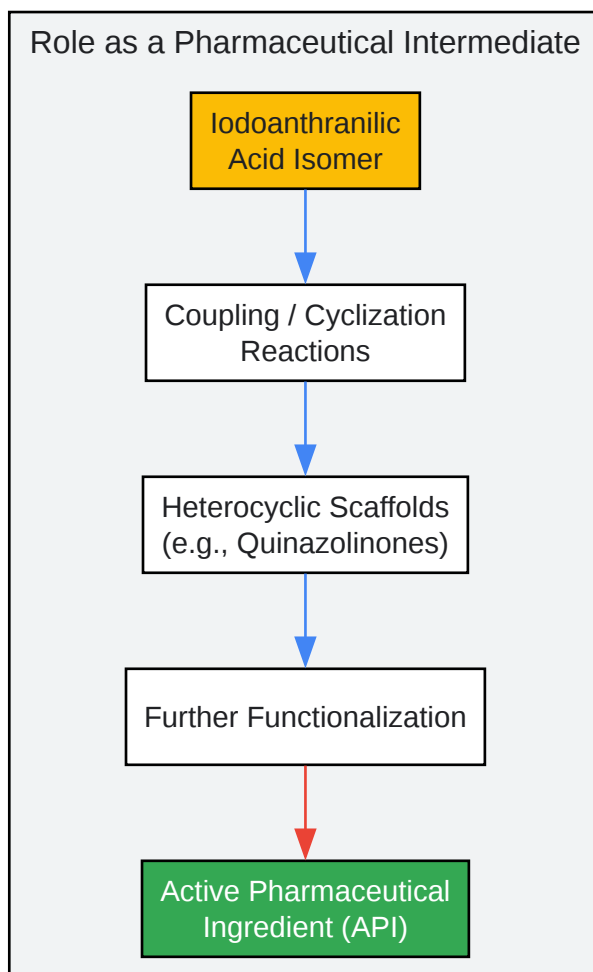 Role as a Pharmaceutical Intermediate
Iodoanthranilic
Acid Isomer
Coupling / Cyclization
Reactions
Heterocyclic Scaffolds
(e.g., Quinazolinones)
Further Functionalization
Active Pharmaceutical
Ingredient (API)